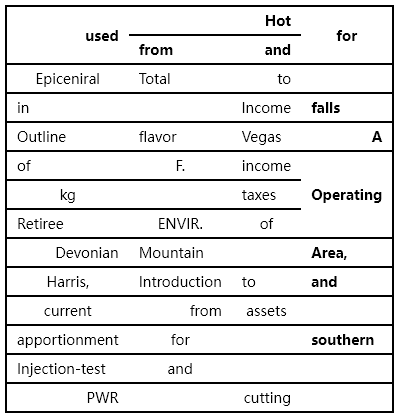 Hot
used for
from and
Epiceniral Total to
in Income falls
Outline flavor Vegas A
of F. income
kg taxes Operating
Retiree ENVIR. of
Devonian Mountain Area,
Harris, Introduction to and
current from assets
apportionment for southern
Injection-test and
PWR cutting